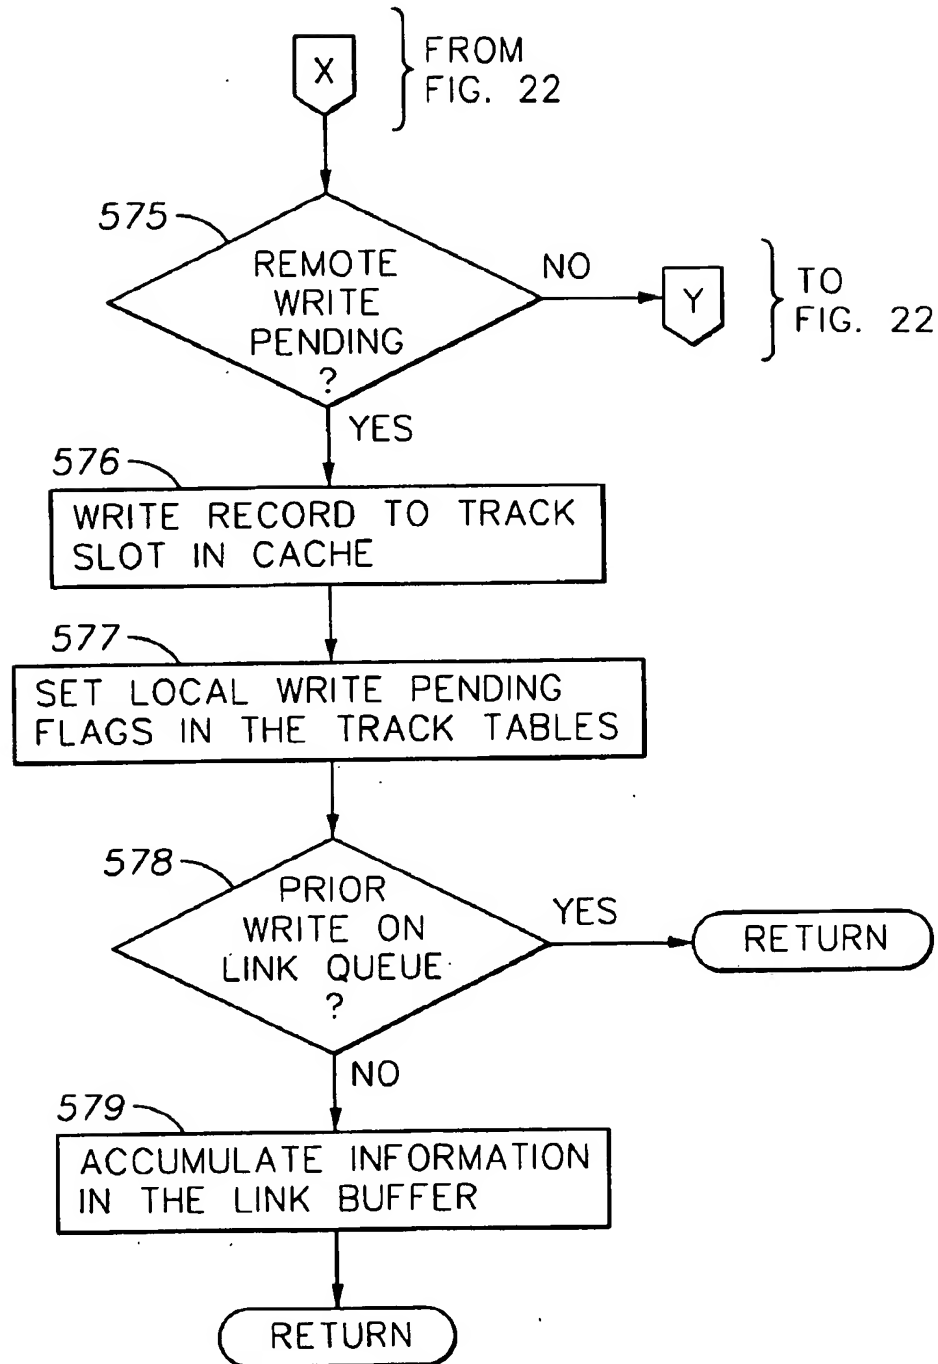 X
FROM
FIG. 22
575
REMOTE
WRITE
PENDING
?
NO
Y
TO
FIG. 22
YES
576
WRITE RECORD TO TRACK
SLOT IN CACHE
577
SET LOCAL WRITE PENDING
FLAGS IN THE TRACK TABLES
578
PRIOR
WRITE ON
LINK QUEUE
?
YES
RETURN
NO
579
ACCUMULATE INFORMATION
IN THE LINK BUFFER
RETURN